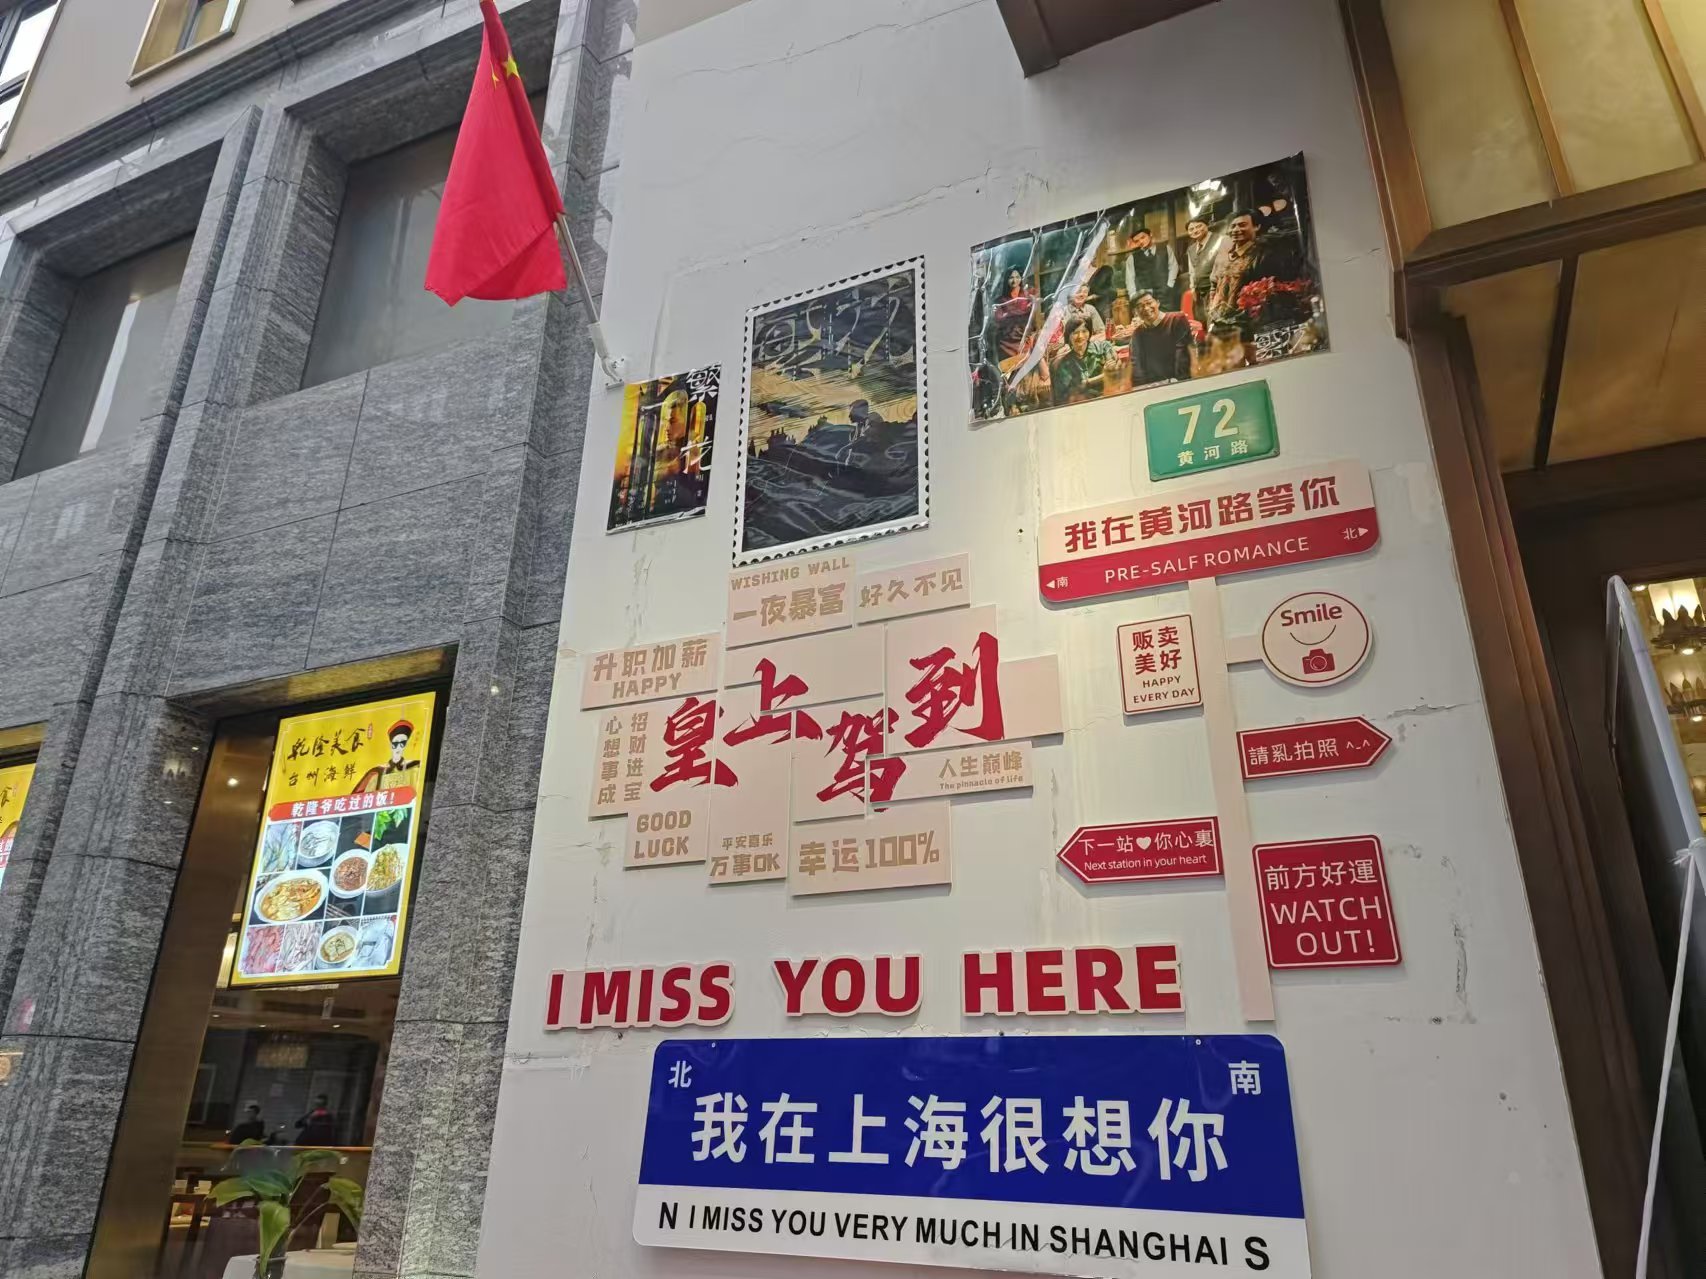 繁花
繁花
繁花
72
黄河路
我在黄河路等你
◀南 PRE-SALF ROMANCE 北▶
WISHING WALL
一夜暴富
好久不见
升职加薪
HAPPY
皇上驾到
心想事成
招财进宝
人生巅峰
The pinnacle of life
GOOD
LUCK
平安喜乐
万事OK
幸运100%
贩卖
美好
HAPPY
EVERY DAY
Smile
請亂拍照 ^-^
下一站♥你心裏
Next station in your heart
前方好運
WATCH
OUT!
I MISS YOU HERE
北 南
我在上海很想你
N I MISS YOU VERY MUCH IN SHANGHAI S
乾隆美食
台州海鲜
乾隆爷吃过的饭!